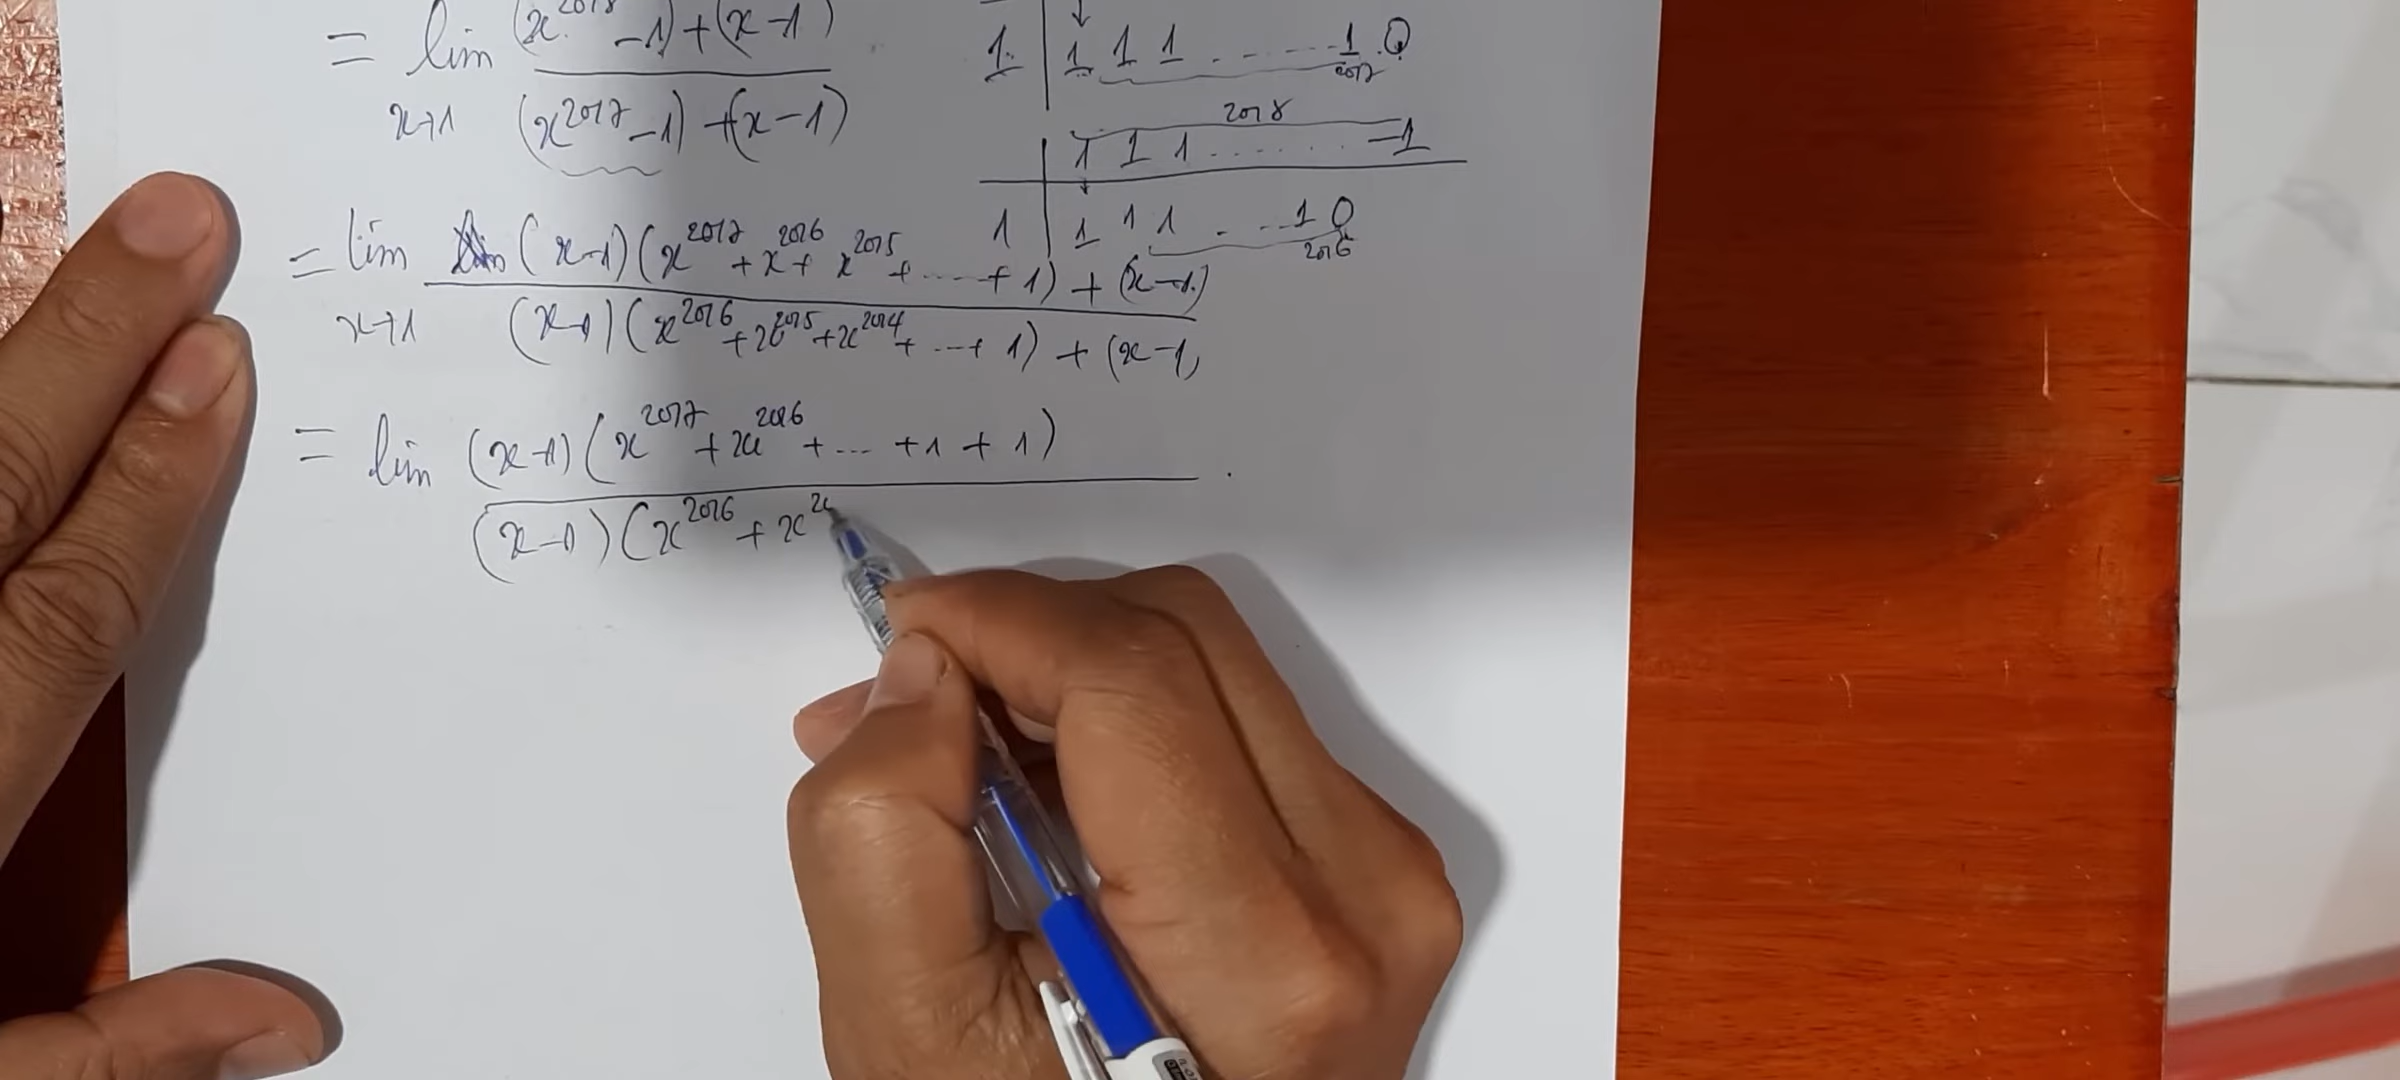 = lim (x^2018 - 1) + (x - 1)
x→1 (x^2017 - 1) + (x - 1)
1 | 1 1 1 ....... 1 0
2017
2018
1 1 1 ........ -1
1 | 1 1 1 ... 1 0
2016
= lim (x-1)(x^2017 + x^2016 + x^2015 + .... + 1) + (x-1)
x→1 (x-1)(x^2016 + x^2015 + x^2014 + ... + 1) + (x-1)
= lim (x-1)(x^2017 + x^2016 + ... + 1 + 1)
(x-1)(x^2016 + x^2